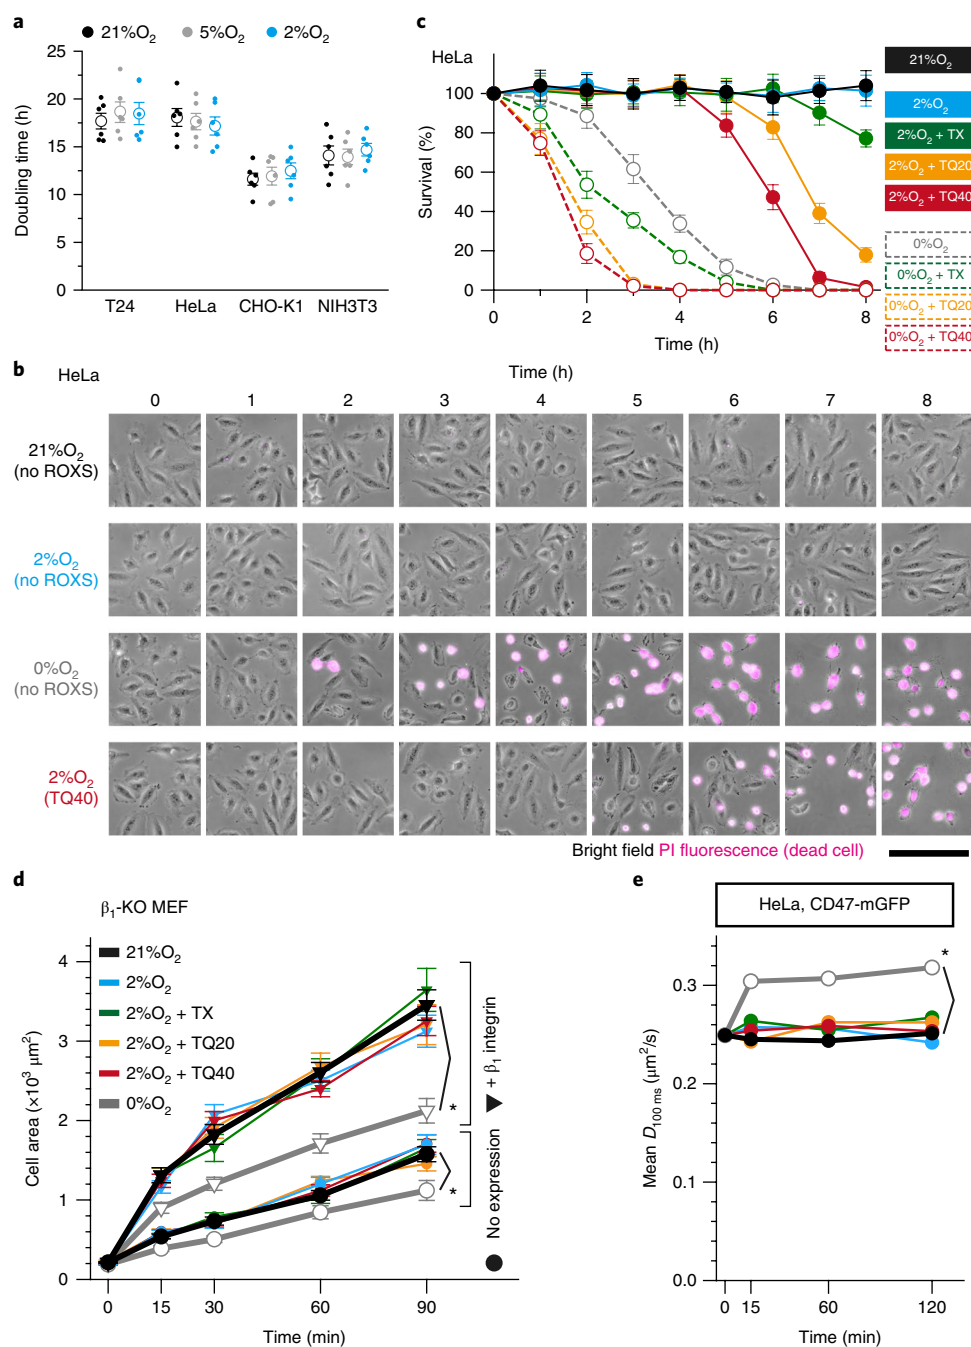 a
21%O₂ 5%O₂ 2%O₂
Doubling time (h)
25
20
15
10
5
0
T24 HeLa CHO-K1 NIH3T3
c
HeLa
Survival (%)
100
80
60
40
20
0
0 2 4 6 8
Time (h)
21%O₂
2%O₂
2%O₂ + TX
2%O₂ + TQ20
2%O₂ + TQ40
0%O₂
0%O₂ + TX
0%O₂ + TQ20
0%O₂ + TQ40
b
HeLa
Time (h)
0 1 2 3 4 5 6 7 8
21%O₂
(no ROXS)
2%O₂
(no ROXS)
0%O₂
(no ROXS)
2%O₂
(TQ40)
Bright field PI fluorescence (dead cell)
d
β₁-KO MEF
21%O₂
2%O₂
2%O₂ + TX
2%O₂ + TQ20
2%O₂ + TQ40
0%O₂
Cell area (×10³ μm²)
4
3
2
1
0
0 15 30 60 90
Time (min)
*
*
+ β₁ integrin
No expression
e
HeLa, CD47-mGFP
*
Mean D₁₀₀ ₘₛ (μm²/s)
0.3
0.2
0.1
0.0
0 15 60 120
Time (min)